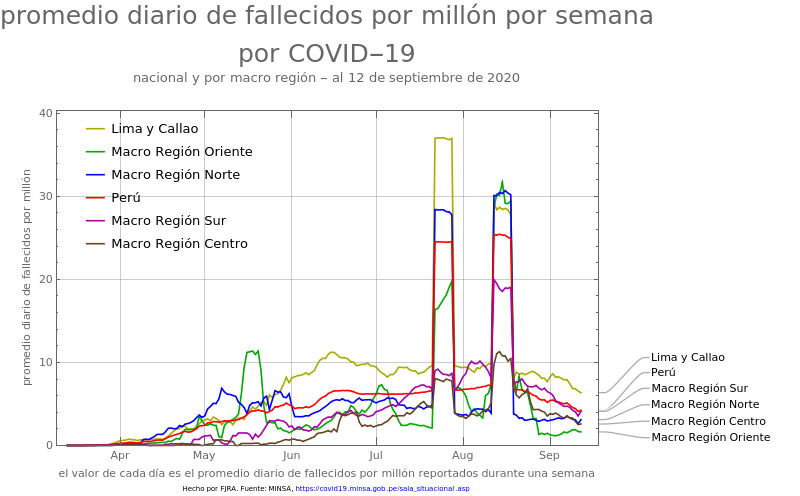 promedio diario de fallecidos por millón por semana
por COVID−19
nacional y por macro región − al 12 de septiembre de 2020
promedio diario de fallecidos por millón
40
30
20
10
0
Lima y Callao
Macro Región Oriente
Macro Región Norte
Perú
Macro Región Sur
Macro Región Centro
Apr May Jun Jul Aug Sep
Lima y Callao
Perú
Macro Región Sur
Macro Región Norte
Macro Región Centro
Macro Región Oriente
el valor de cada día es el promedio diario de fallecidos por millón reportados durante una semana
Hecho por FJRA. Fuente: MINSA, https://covid19.minsa.gob.pe/sala_situacional.asp